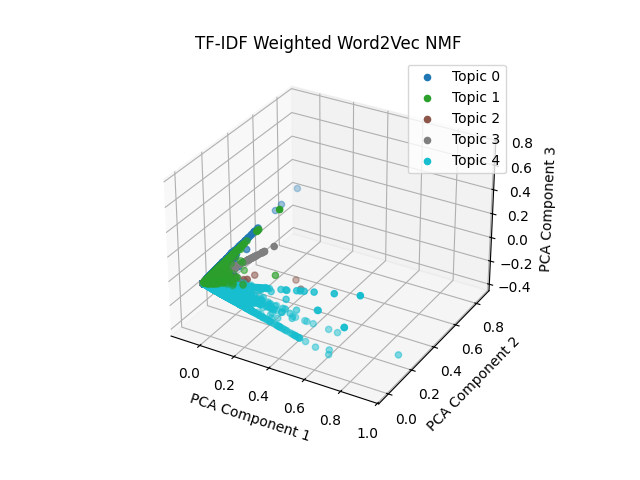 TF-IDF Weighted Word2Vec NMF
Topic 0
Topic 1
Topic 2
Topic 3
Topic 4
0.8
0.6
0.4
0.2
0.0
−0.2
−0.4
PCA Component 3
0.8
0.6
0.4
0.2
0.0
PCA Component 2
0.0
0.2
0.4
0.6
0.8
1.0
PCA Component 1